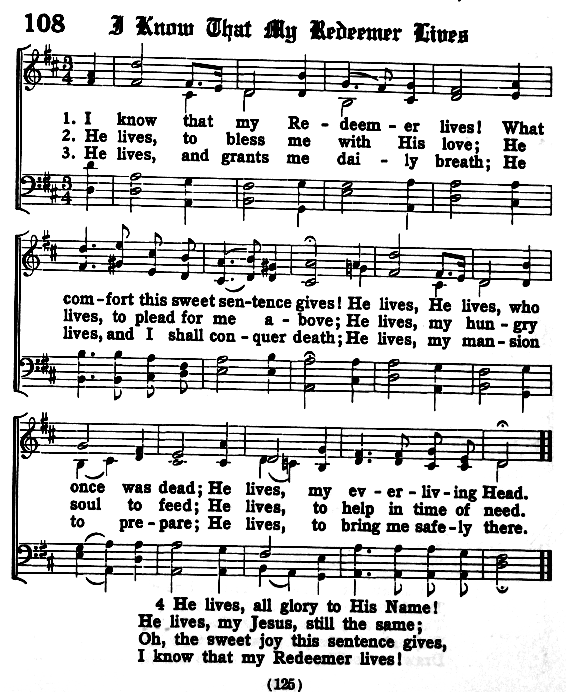 108 I Know That My Redeemer Lives
1. I know that my Re - deem - er lives! What
2. He lives, to bless me with His love; He
3. He lives, and grants me dai - ly breath; He
com-fort this sweet sen-tence gives! He lives, He lives, who
lives, to plead for me a - bove; He lives, my hun - gry
lives, and I shall con - quer death; He lives, my man - sion
once was dead; He lives, my ev - er - liv - ing Head.
soul to feed; He lives, to help in time of need.
to pre - pare; He lives, to bring me safe - ly there.
4 He lives, all glory to His Name!
He lives, my Jesus, still the same;
Oh, the sweet joy this sentence gives,
I know that my Redeemer lives!
(125)